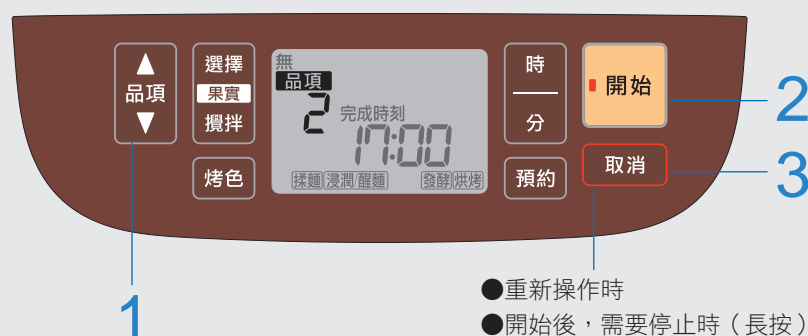 ▲
品項
▼
選擇
果實
攪拌
烤色
無
品項
2
完成時刻
17:00
揉麵 浸潤/醒麵 發酵 烘烤
時
分
預約
開始
取消
1
2
3
●重新操作時
●開始後，需要停止時（長按）